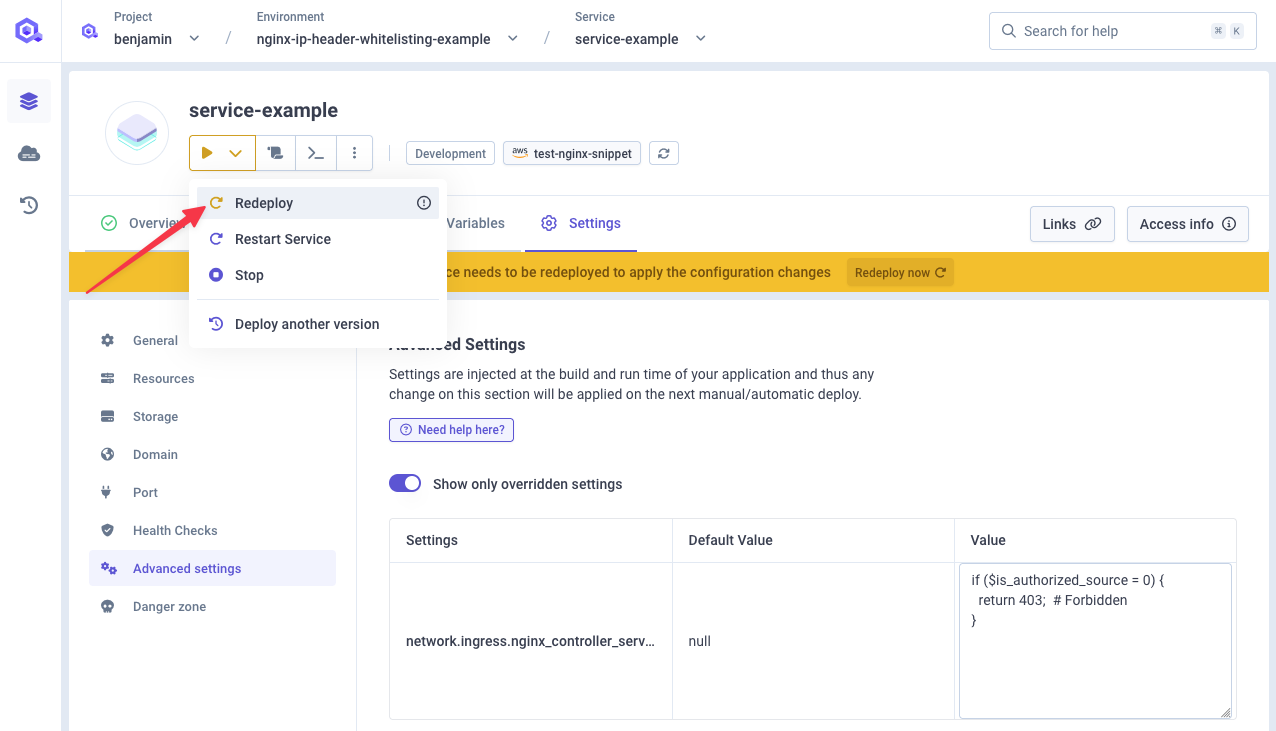 Project
benjamin
/
Environment
nginx-ip-header-whitelisting-example
/
Service
service-example
Search for help
⌘ K
service-example
Development
aws test-nginx-snippet
Redeploy
Restart Service
Stop
Deploy another version
Overview
Variables
Settings
Links
Access info
needs to be redeployed to apply the configuration changes
Redeploy now
General
Resources
Storage
Domain
Port
Health Checks
Advanced settings
Danger zone
Advanced Settings
Settings are injected at the build and run time of your application and thus any
change on this section will be applied on the next manual/automatic deploy.
Need help here?
Show only overridden settings
Settings Default Value Value
network.ingress.nginx_controller_serv... null
if ($is_authorized_source = 0) {
return 403; # Forbidden
}